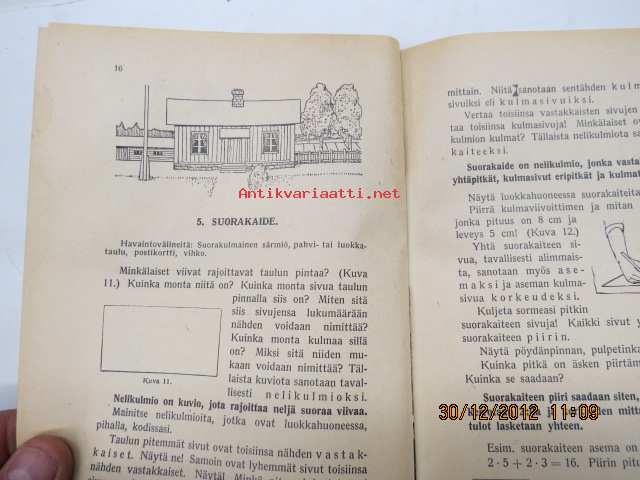 16
Antikvariaatti.net
5. SUORAKAIDE.
Havaintovälineitä: Suorakulmainen särmiö, pahvi- tai luokka-
taulu, postikortti, vihko.
Minkälaiset viivat rajoittavat taulun pintaa? (Kuva
11.) Kuinka monta niitä on? Kuinka monta sivua taulun
pinnalla siis on? Miten sitä
siis sivujensa lukumäärään
nähden voidaan nimittää?
Kuinka monta kulmaa sillä
on? Miksi sitä niiden mu-
kaan voidaan nimittää? Täl-
laista kuviota sanotaan taval-
lisesti nelikulmioksi.
Kuva 11.
Nelikulmio on kuvio, jota rajoittaa neljä suoraa viivaa.
Mainitse nelikulmioita, jotka ovat luokkahuoneessa,
pihalla, kodissasi.
Taulun pitemmät sivut ovat toisiinsa nähden vastak-
kaiset. Näytä ne! Samoin ovat lyhemmät sivut toisiinsa
nähden vastakkaiset. Näytä!
mittain. Niitä sanotaan sentähden kulm
sivuiksi eli kulmasivuiksi.
Vertaa toisiinsa vastakkaisten sivujen
taa toisiinsa kulmasivuja! Minkälaiset ov
kulmion kulmat? Tällaista nelikulmiota sa
kaiteeksi.
Suorakaide on nelikulmio, jonka vasta
yhtäpitkät, kulmasivut eripitkät ja kulmat
Näytä luokkahuoneessa suorakaiteita
Piirrä kulmaviivoittimen ja mitan
jonka pituus on 8 cm ja
leveys 5 cm! (Kuva 12.)
Yhtä suorakaiteen si-
vua, tavallisesti alimmais-
ta, sanotaan myös ase-
maksi ja aseman kulma-
sivua korkeudeksi.
Kuljeta sormeasi pitkin
suorakaiteen sivuja! Kaikki sivut y
suorakaiteen piirin.
Näytä pöydänpinnan, pulpetinka
Kuinka pitkä on äsken piirtämä
Kuinka se saadaan?
Suorakaiteen piiri saadaan siten,
mitt
tulot lasketaan yhteen.
Esim. suorakaiteen asema on
2 · 5 + 2 · 3 = 16. Piirin pitu
30/12/2012 11:09